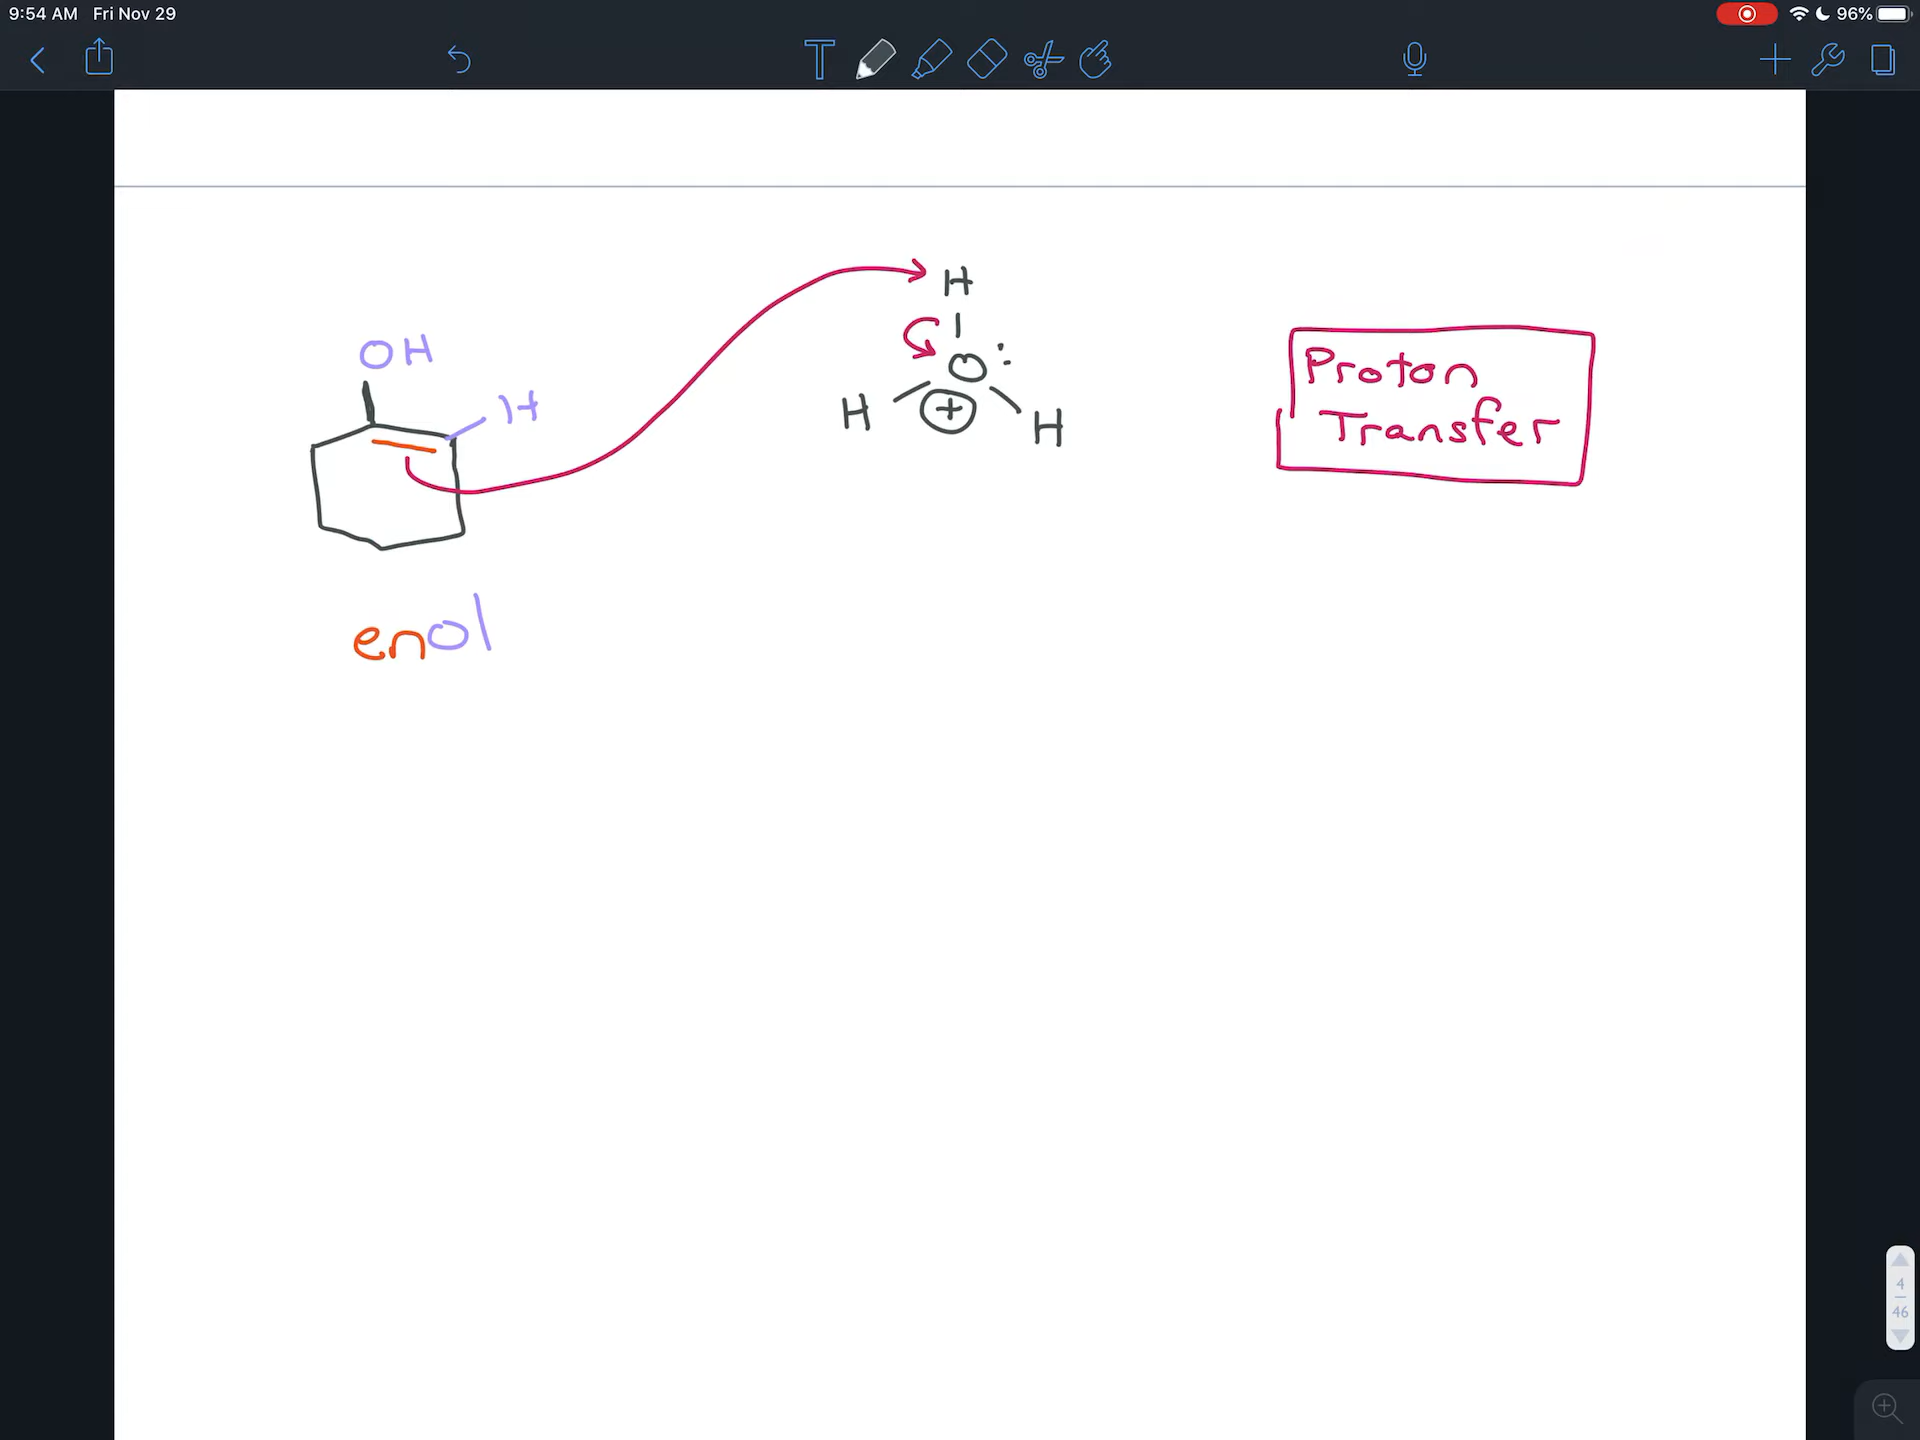 9:54 AM Fri Nov 29
96%
H
OH
O:
Proton
H
H
+
H
Transfer
enol
4
46